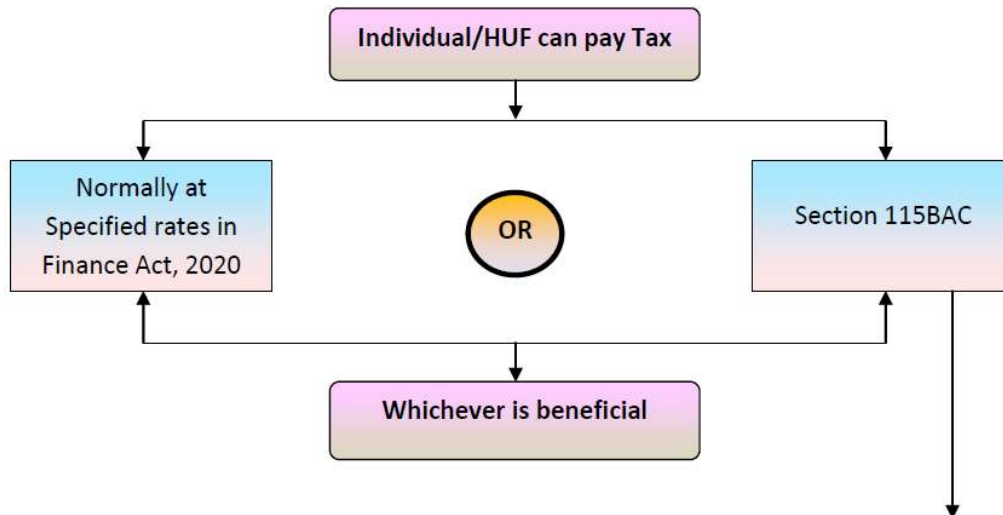 Individual/HUF can pay Tax
Normally at
Specified rates in
Finance Act, 2020
OR
Section 115BAC
Whichever is beneficial